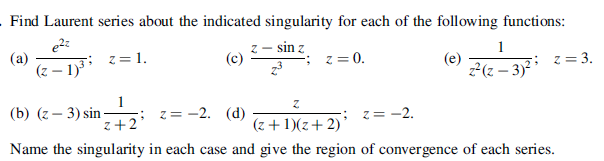 . Find Laurent series about the indicated singularity for each of the following functions:
(a) e^{2z}/(z − 1)^3; z = 1. (c) (z − sin z)/z^3; z = 0. (e) 1/(z^2(z − 3)^2); z = 3.
(b) (z − 3) sin 1/(z + 2); z = −2. (d) z/((z + 1)(z + 2)); z = −2.
Name the singularity in each case and give the region of convergence of each series.